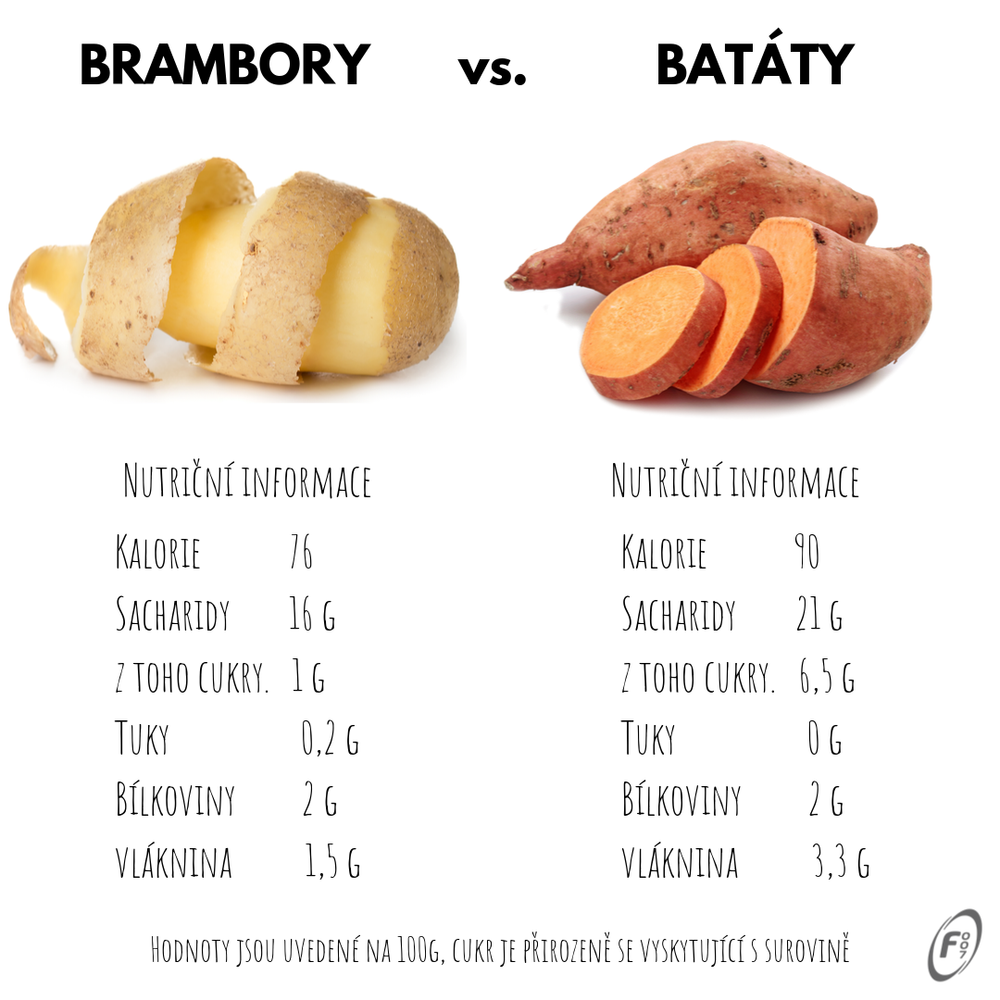 BRAMBORY vs. BATÁTY
Nutriční informace
Kalorie 76
Sacharidy 16 g
z toho cukry. 1 g
Tuky 0,2 g
Bílkoviny 2 g
vláknina 1,5 g
Nutriční informace
Kalorie 90
Sacharidy 21 g
z toho cukry. 6,5 g
Tuky 0 g
Bílkoviny 2 g
vláknina 3,3 g
Hodnoty jsou uvedené na 100g, cukr je přirozeně se vyskytující s surovině
F007